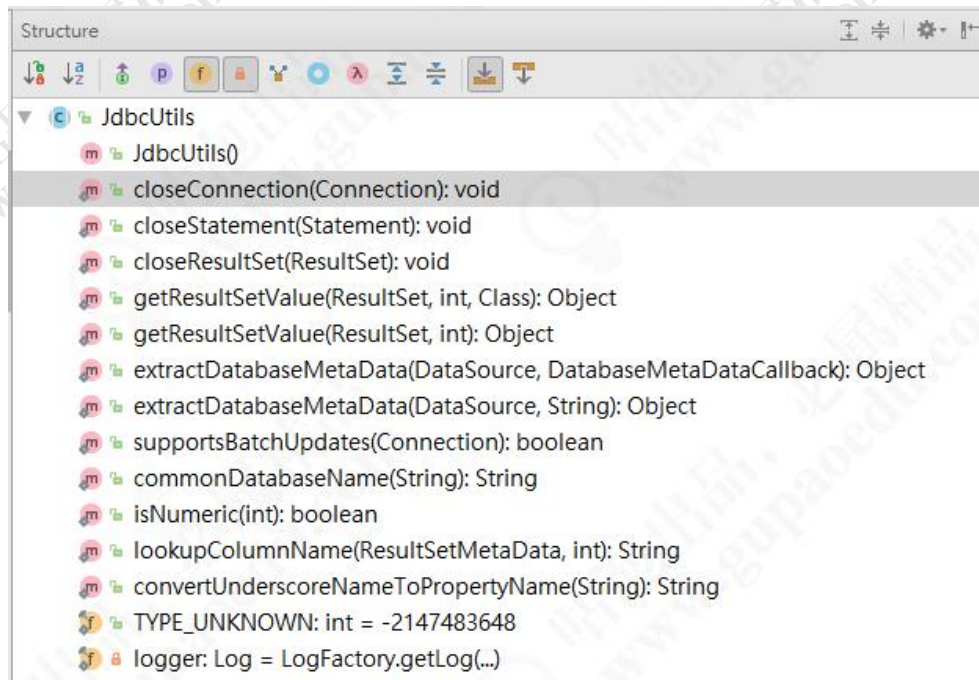 Structure
JdbcUtils
JdbcUtils()
closeConnection(Connection): void
closeStatement(Statement): void
closeResultSet(ResultSet): void
getResultSetValue(ResultSet, int, Class): Object
getResultSetValue(ResultSet, int): Object
extractDatabaseMetaData(DataSource, DatabaseMetaDataCallback): Object
extractDatabaseMetaData(DataSource, String): Object
supportsBatchUpdates(Connection): boolean
commonDatabaseName(String): String
isNumeric(int): boolean
lookupColumnName(ResultSetMetaData, int): String
convertUnderscoreNameToPropertyName(String): String
TYPE_UNKNOWN: int = -2147483648
logger: Log = LogFactory.getLog(...)